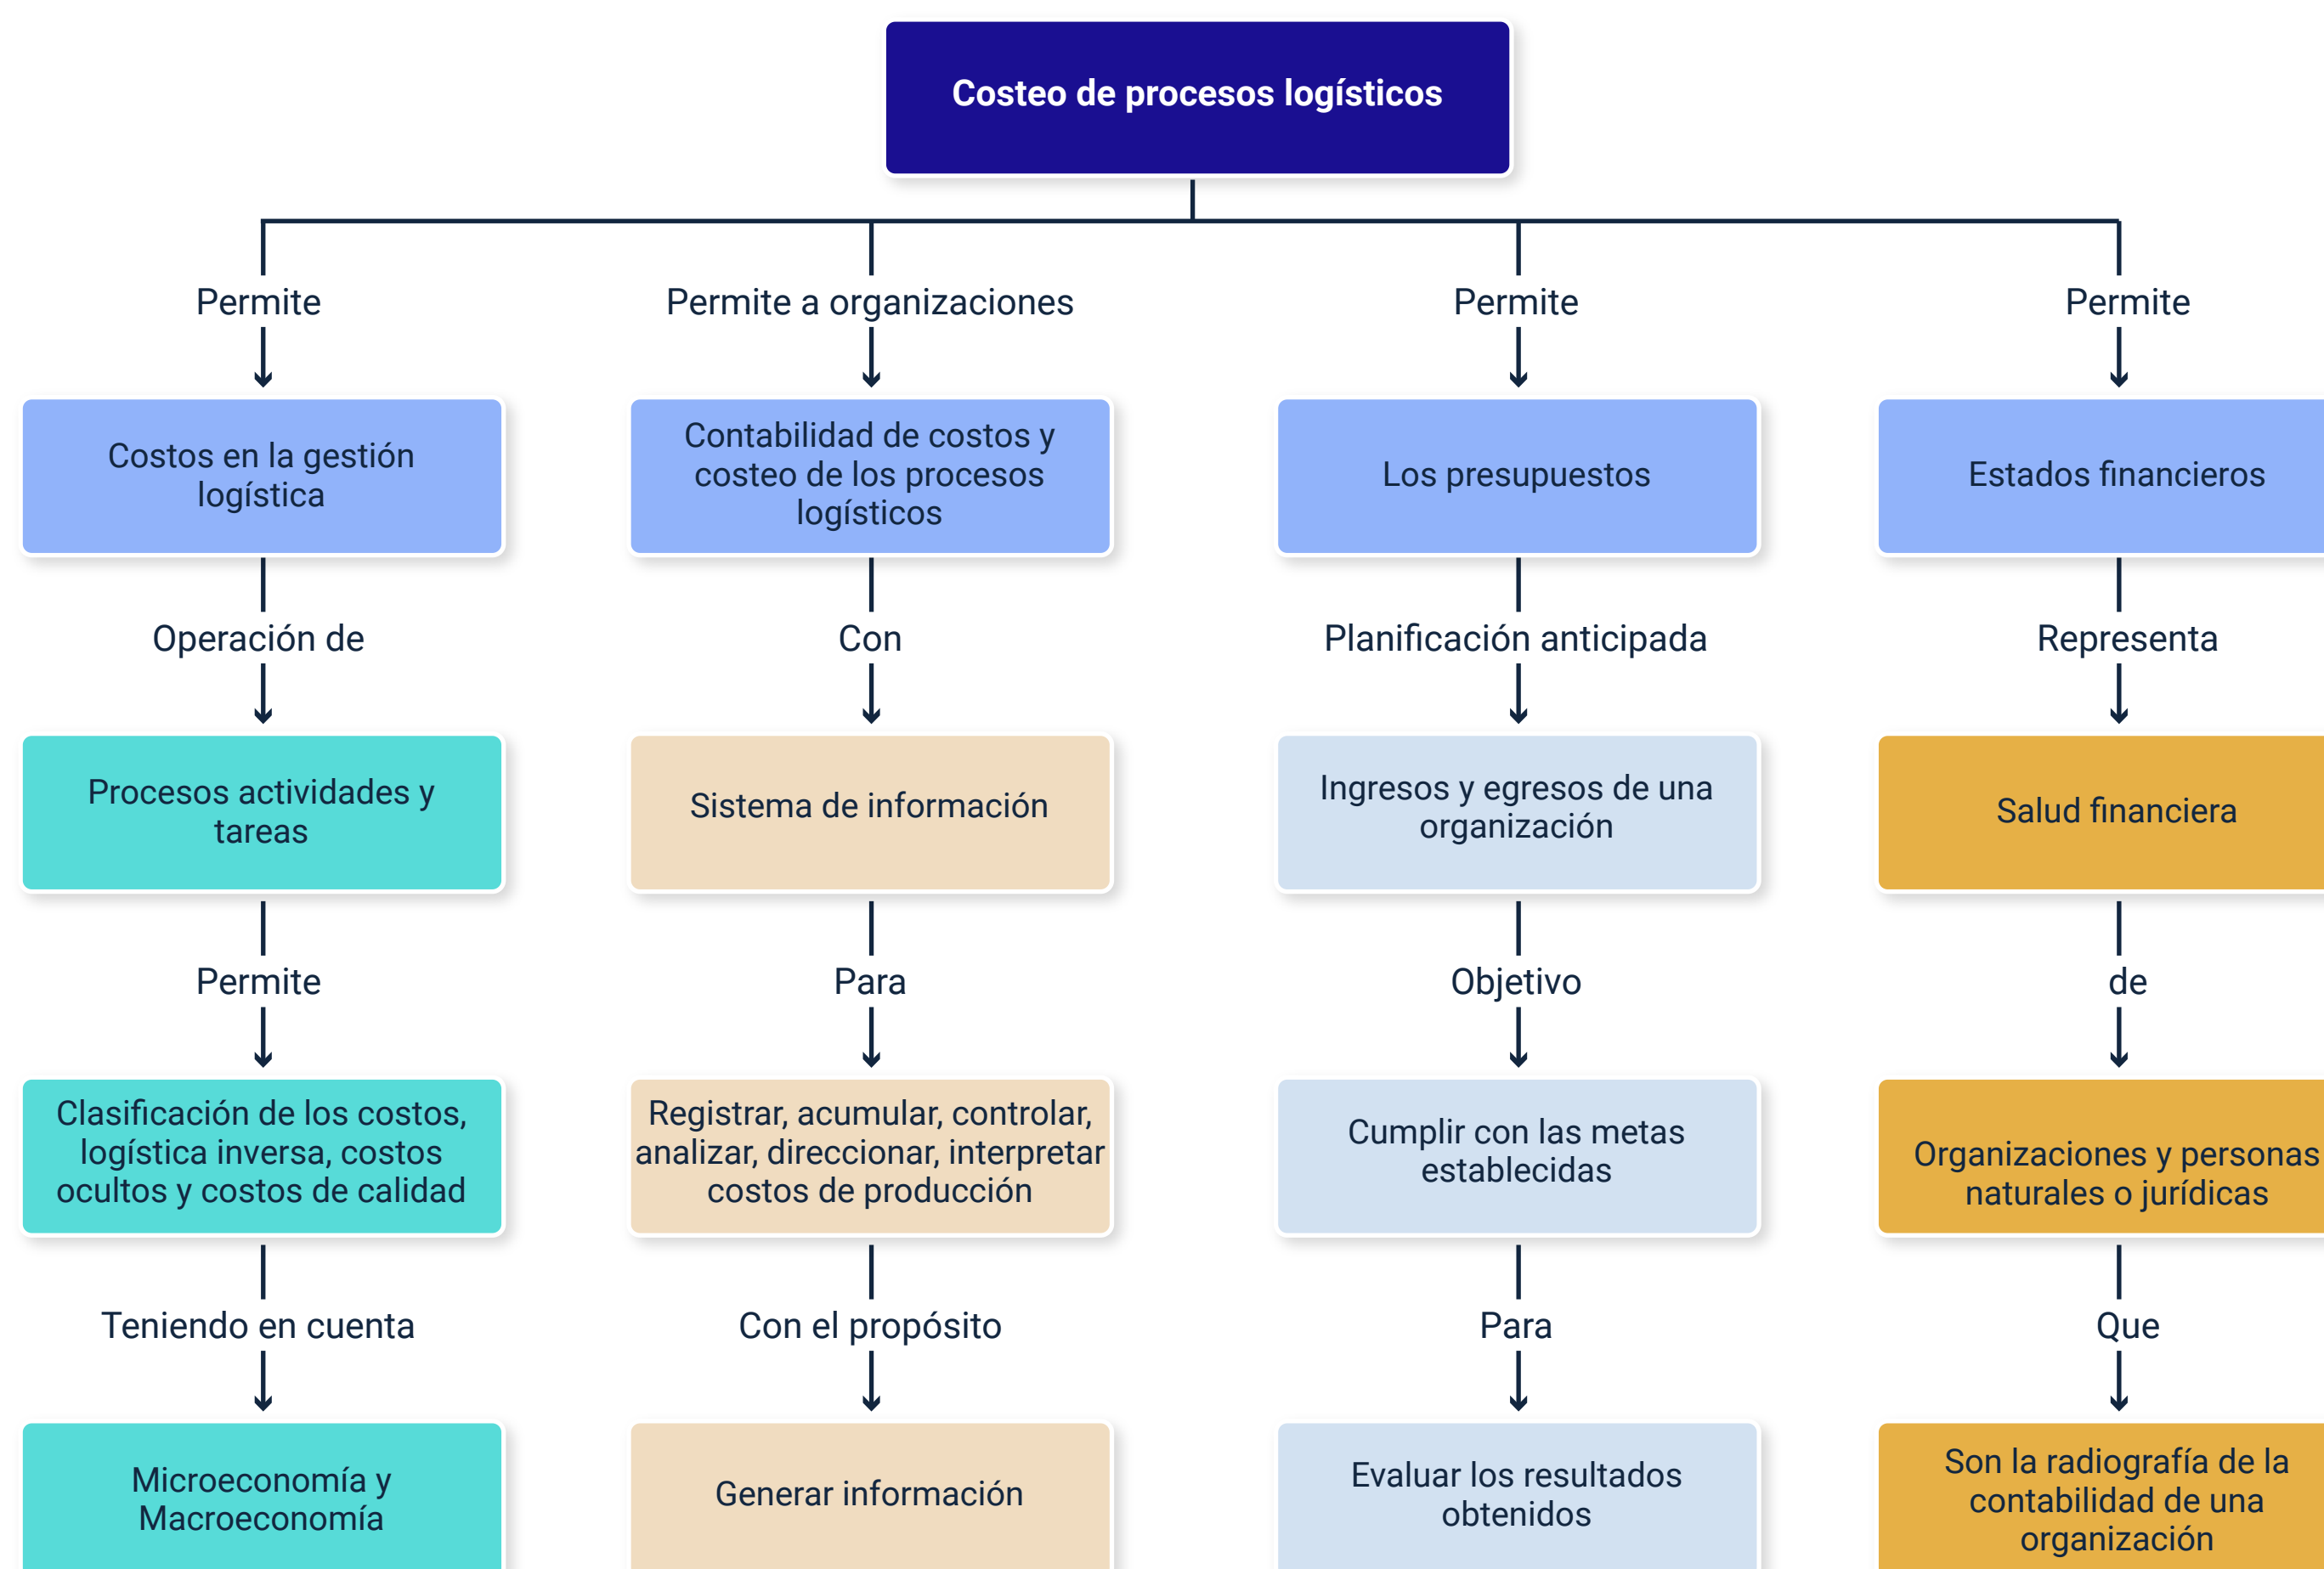 Costeo de procesos logísticos
Permite
Permite a organizaciones
Permite
Permite
Costos en la gestión
logística
Contabilidad de costos y
costeo de los procesos
logísticos
Los presupuestos
Estados financieros
Operación de
Con
Planificación anticipada
Representa
Procesos actividades y
tareas
Sistema de información
Ingresos y egresos de una
organización
Salud financiera
Permite
Para
Objetivo
de
Clasificación de los costos,
logística inversa, costos
ocultos y costos de calidad
Registrar, acumular, controlar,
analizar, direccionar, interpretar
costos de producción
Cumplir con las metas
establecidas
Organizaciones y personas
naturales o jurídicas
Teniendo en cuenta
Con el propósito
Para
Que
Microeconomía y
Macroeconomía
Generar información
Evaluar los resultados
obtenidos
Son la radiografía de la
contabilidad de una
organización